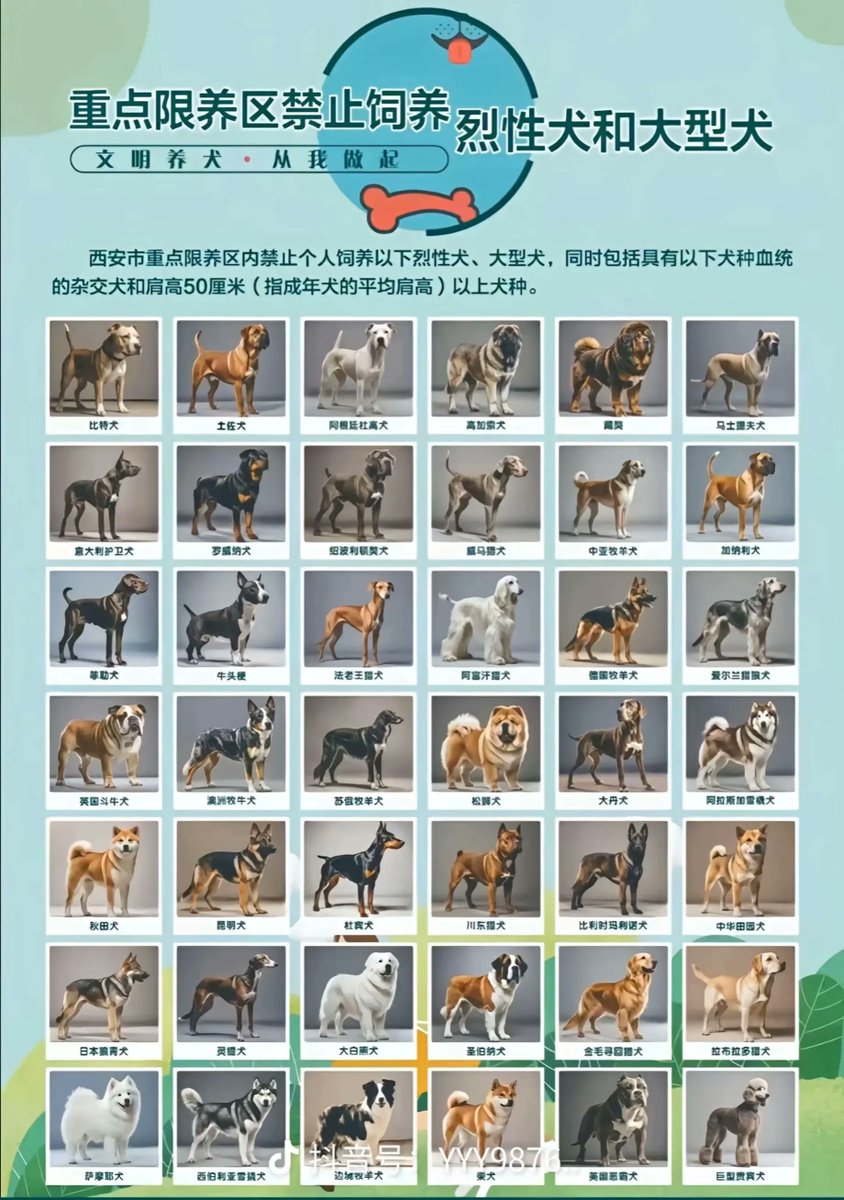 重点限养区禁止饲养
烈性犬和大型犬
文明养犬·从我做起
西安市重点限养区内禁止个人饲养以下烈性犬、大型犬，同时包括具有以下犬种血统
的杂交犬和肩高50厘米（指成年犬的平均肩高）以上犬种。
比特犬 土佐犬 阿根廷杜高犬 高加索犬 藏獒 马士提夫犬
意大利护卫犬 罗威纳犬 纽波利顿獒犬 威马猎犬 中亚牧羊犬 加纳利犬
菲勒犬 牛头梗 法老王猎犬 阿富汗猎犬 德国牧羊犬 爱尔兰猎狼犬
英国斗牛犬 澳洲牧牛犬 苏俄牧羊犬 松狮犬 大丹犬 阿拉斯加雪橇犬
秋田犬 昆明犬 杜宾犬 川东猎犬 比利时玛利诺犬 中华田园犬
日本狼青犬 灵缇犬 大白熊犬 圣伯纳犬 金毛寻回猎犬 拉布拉多猎犬
萨摩耶犬 西伯利亚雪橇犬 边境牧羊犬 柴犬 美国恶霸犬 巨型贵宾犬
抖音号：YYY9876